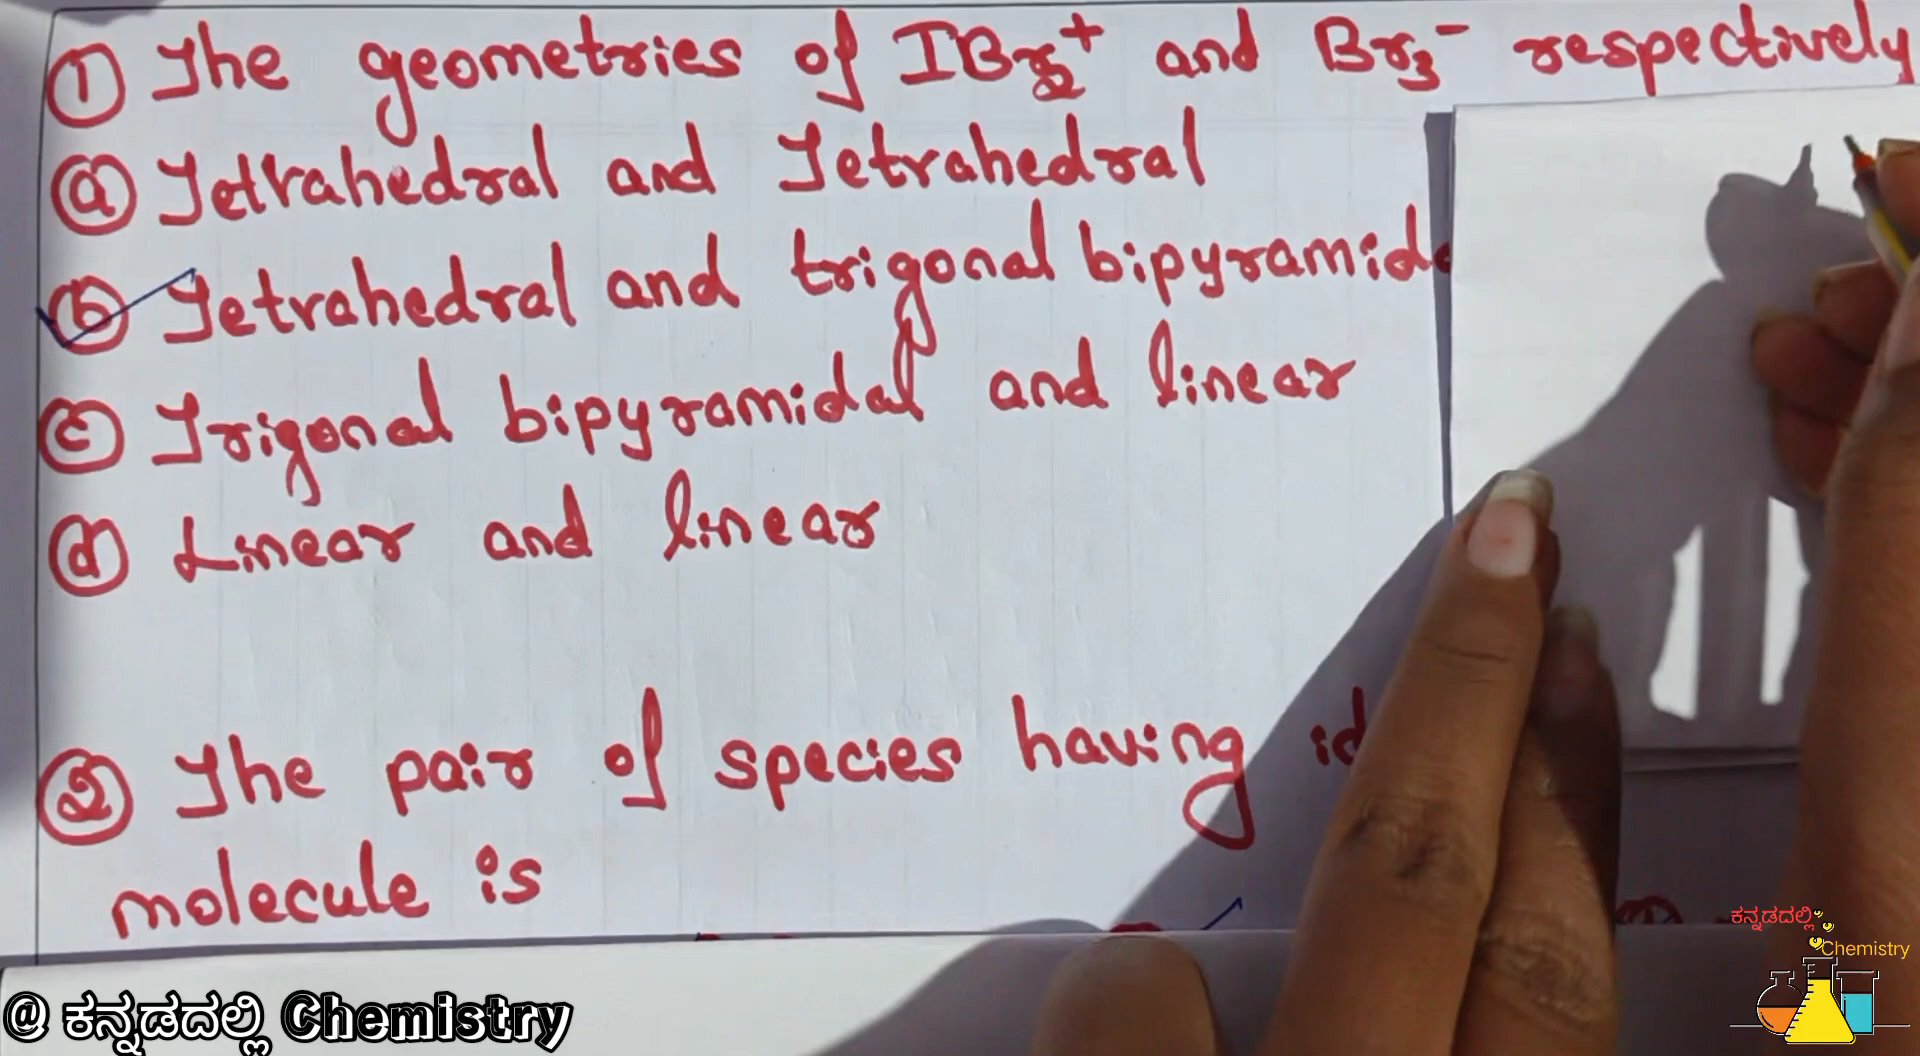 ① The geometries of IBr₂⁺ and Br₃⁻ respectively
ⓐ Tetrahedral and Tetrahedral
ⓑ Tetrahedral and trigonal
ⓒ Trigonal bipyramidal and linear
ⓓ Linear and linear
② The pair of species having
molecule is
ಕನ್ನಡದಲ್ಲಿ
Chemistry
@ ಕನ್ನಡದಲ್ಲಿ Chemistry